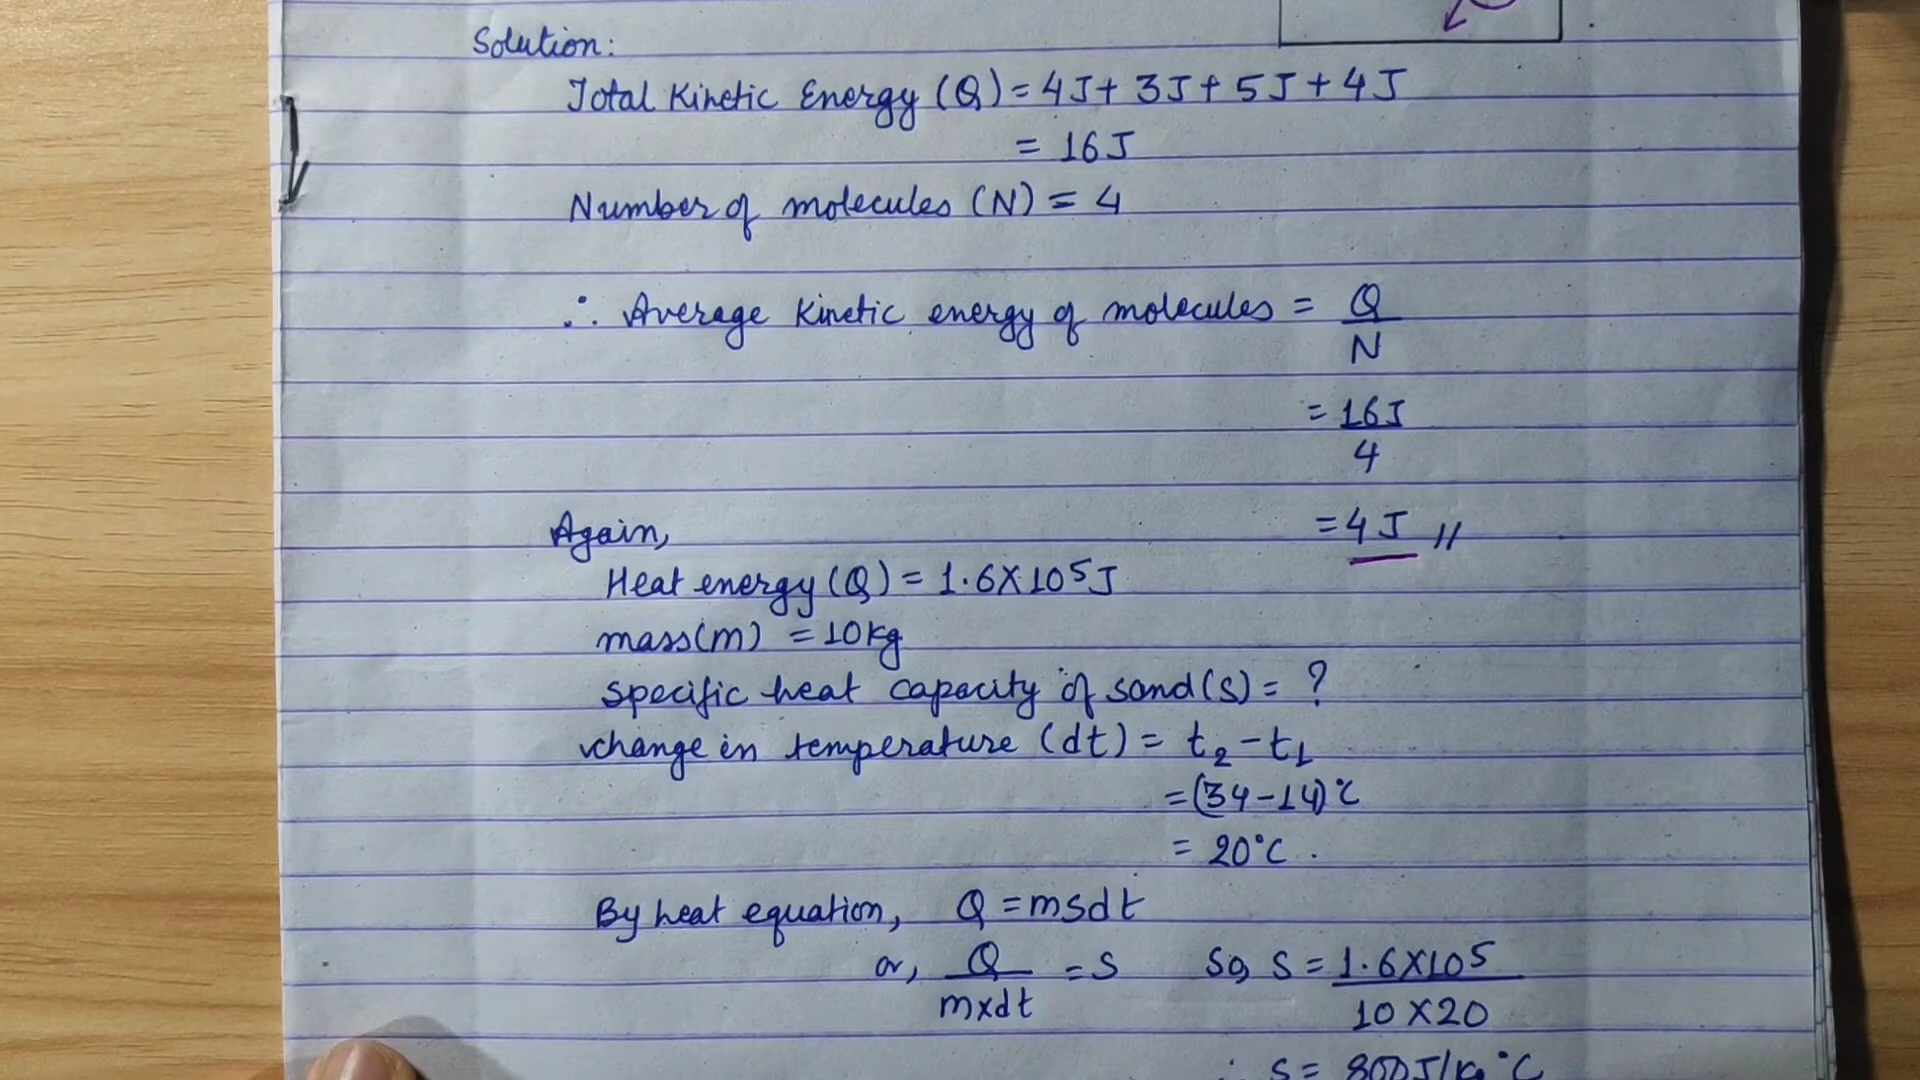 Solution:
Total Kinetic Energy (Q) = 4J + 3J + 5J + 4J
= 16J
Number of molecules (N) = 4
∴ Average kinetic energy of molecules = Q/N
= 16J/4
= 4J //
Again,
Heat energy (Q) = 1.6×10⁵J
mass(m) = 10kg
specific heat capacity of sand(s) = ?
change in temperature (dt) = t₂ - t₁
= (34-14)°C
= 20°C.
By heat equation, Q = msdt
or, Q/m×dt = S So, S = 1.6×10⁵/10×20
∴ S = 800J/kg°C